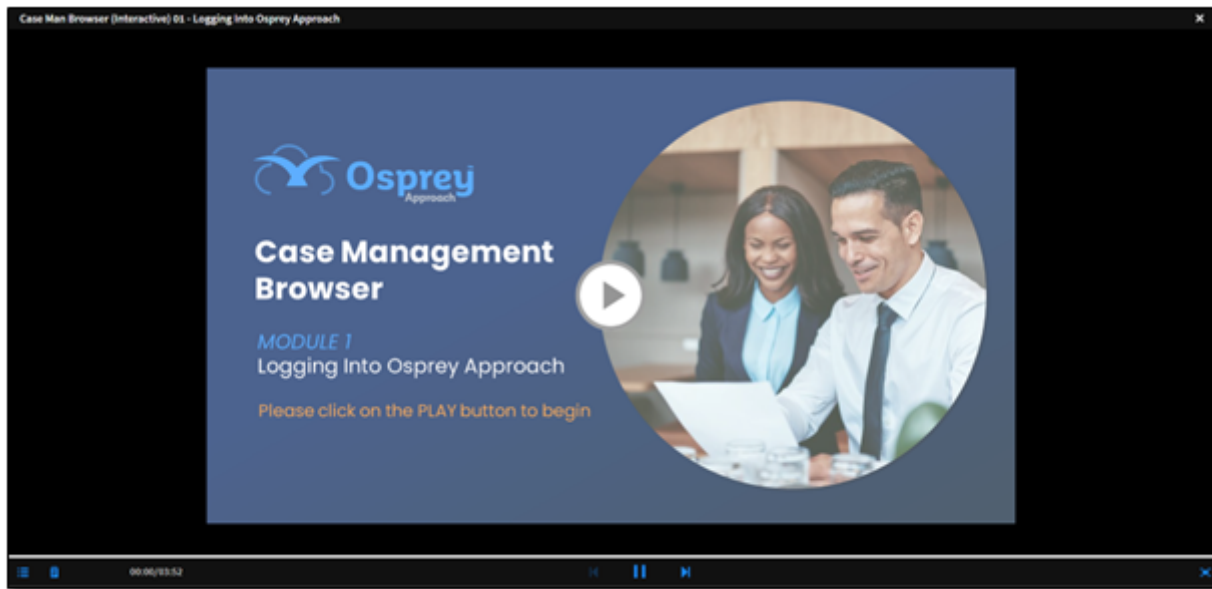 Case Man Browser (Interactive) 01 - Logging Into Osprey Approach
Osprey
Approach
Case Management
Browser
MODULE 1
Logging Into Osprey Approach
Please click on the PLAY button to begin
00:00/03:52